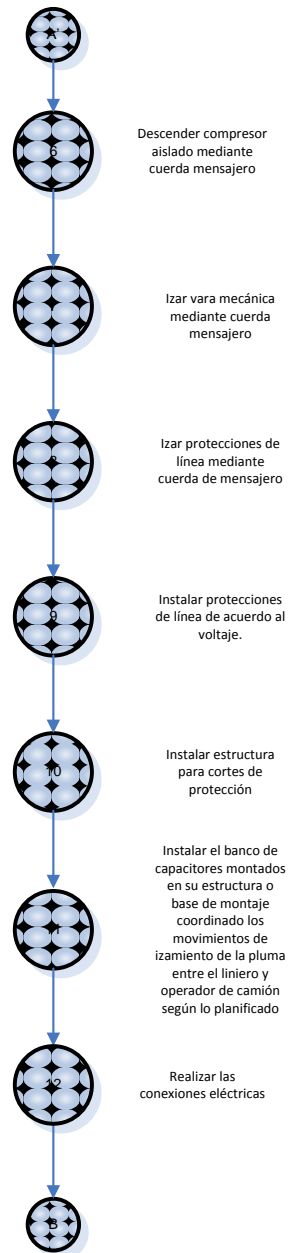 A'
6
Descender compresor
aislado mediante
cuerda mensajero
Izar vara mecánica
mediante cuerda
mensajero
8
Izar protecciones de
línea mediante
cuerda de mensajero
9
Instalar protecciones
de línea de acuerdo al
voltaje.
10
Instalar estructura
para cortes de
protección
11
Instalar el banco de
capacitores montados
en su estructura o
base de montaje
coordinado los
movimientos de
izamiento de la pluma
entre el liniero y
operador de camión
según lo planificado
12
Realizar las
conexiones eléctricas
B